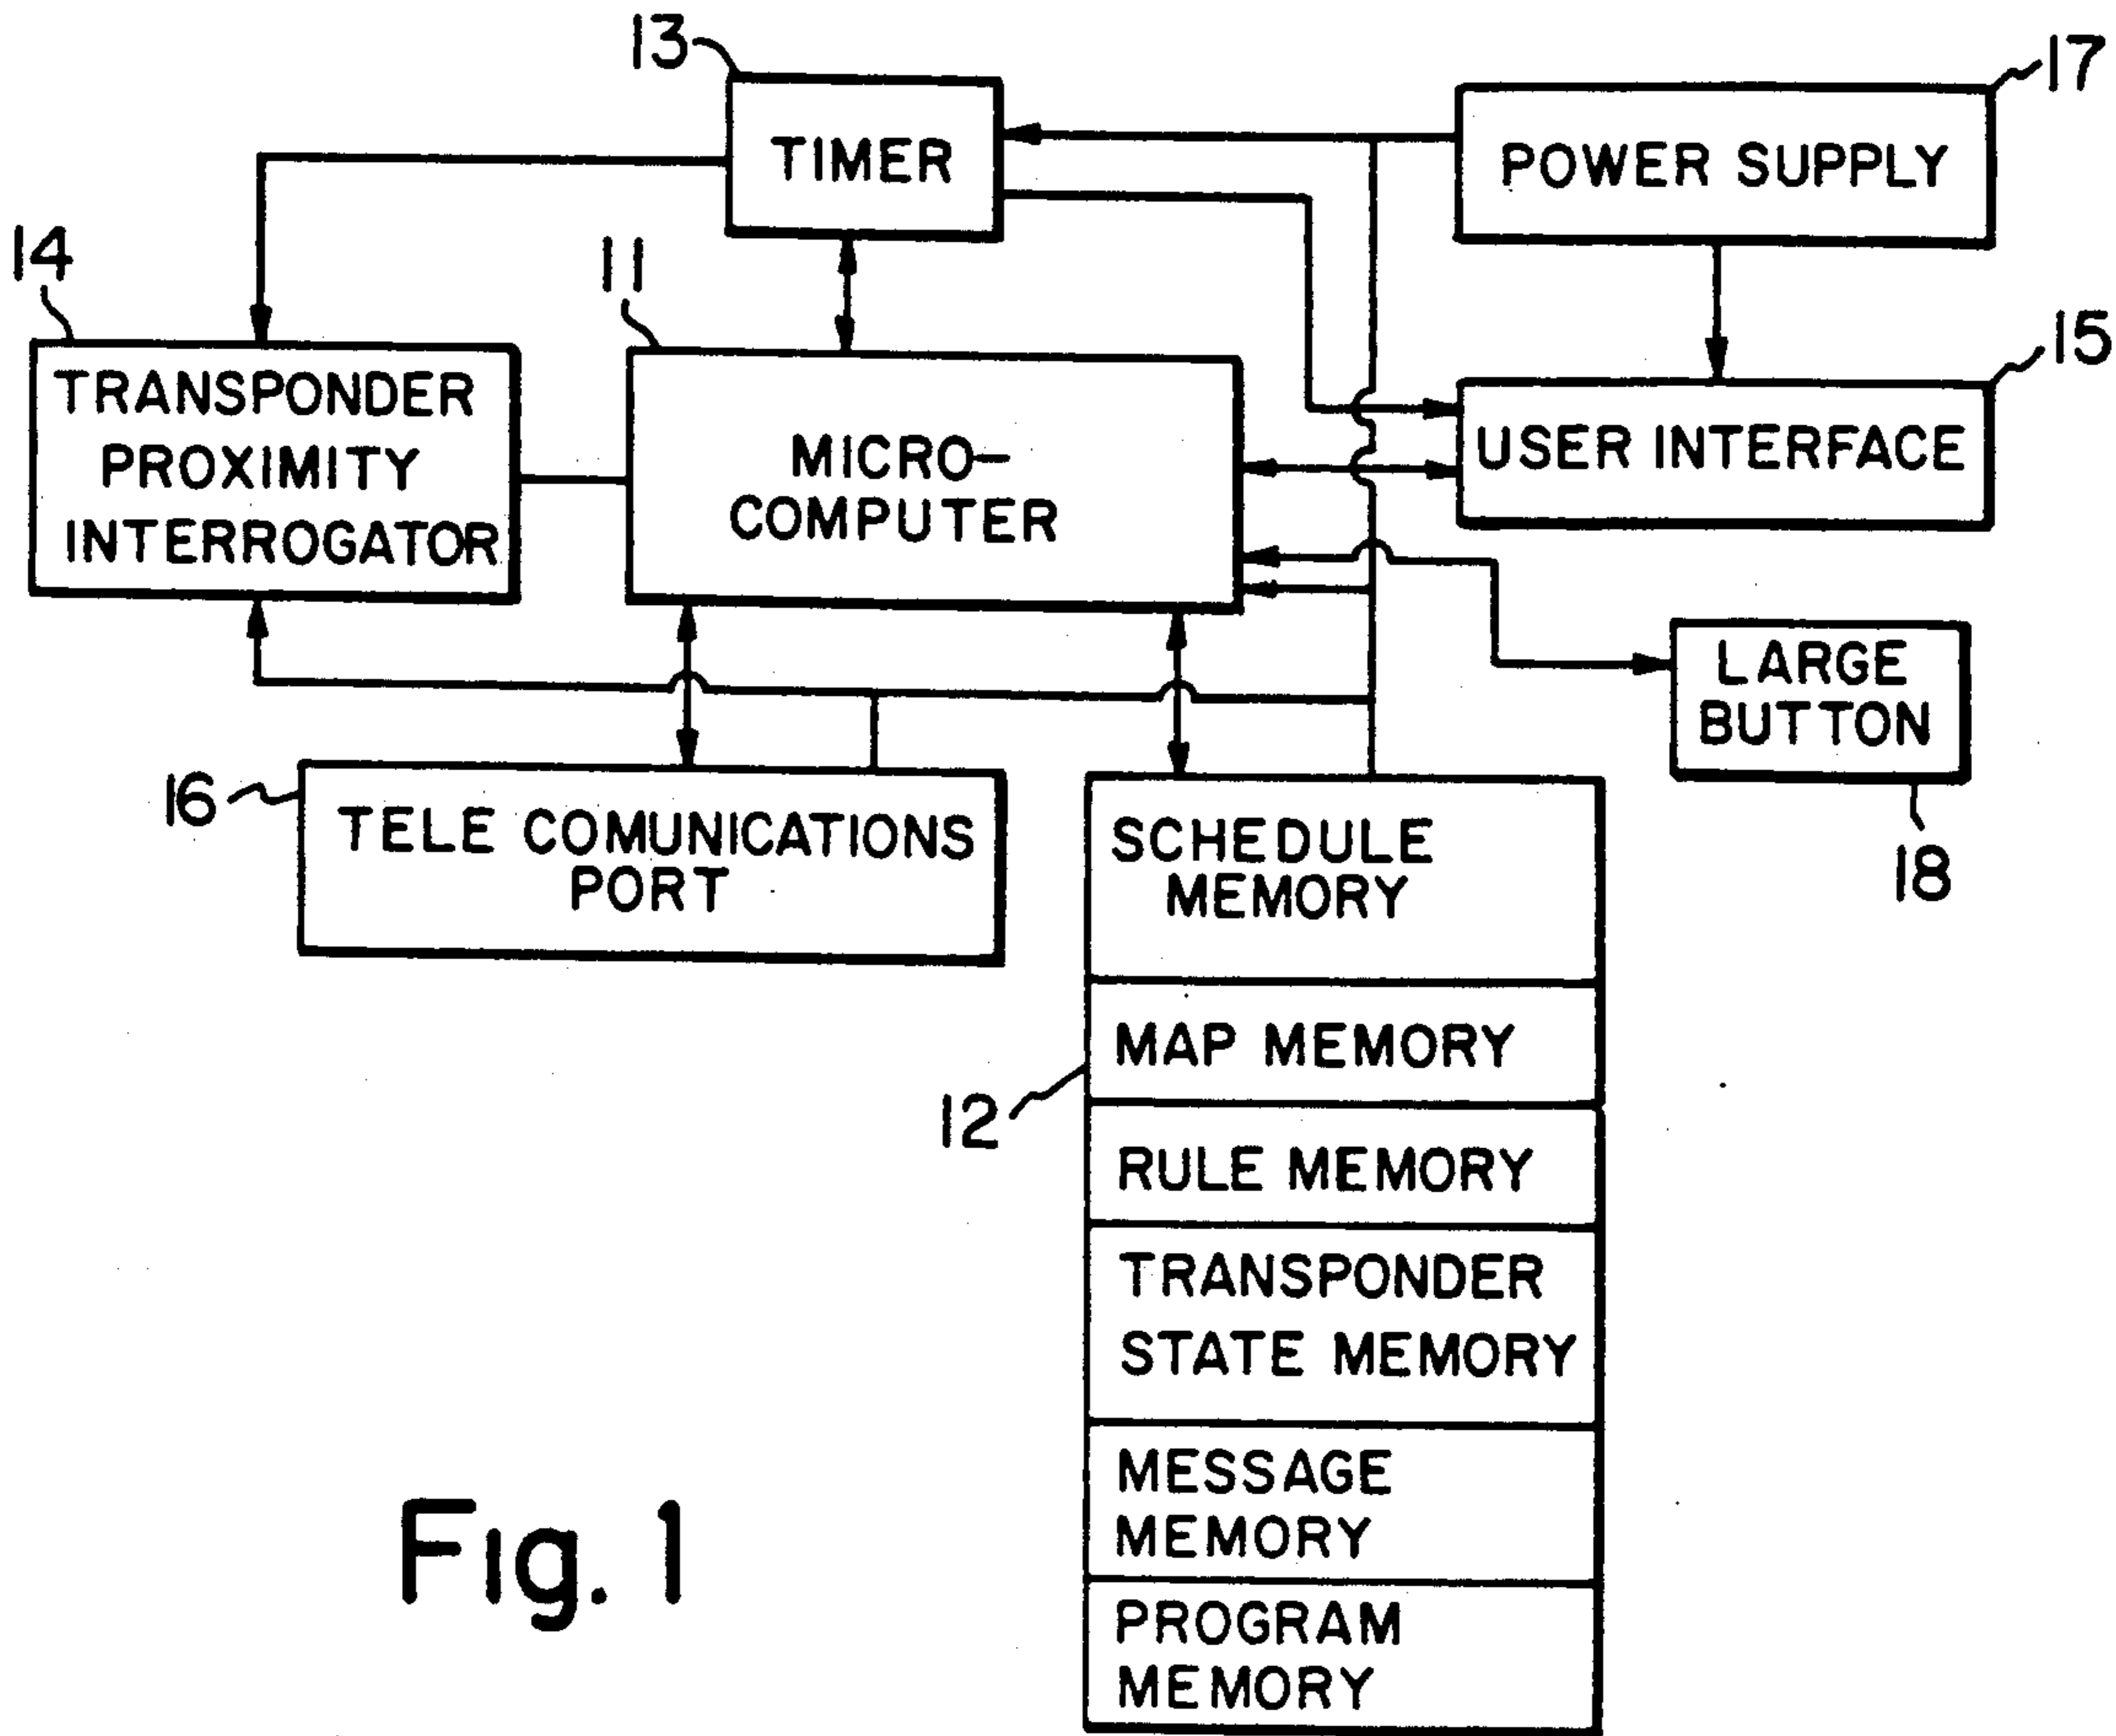 13
TIMER
17
POWER SUPPLY
14
TRANSPONDER
PROXIMITY
INTERROGATOR
11
MICRO-
COMPUTER
15
USER INTERFACE
LARGE
BUTTON
18
16
TELE COMUNICATIONS
PORT
SCHEDULE
MEMORY
MAP MEMORY
12
RULE MEMORY
TRANSPONDER
STATE MEMORY
MESSAGE
MEMORY
PROGRAM
MEMORY
Fig. 1